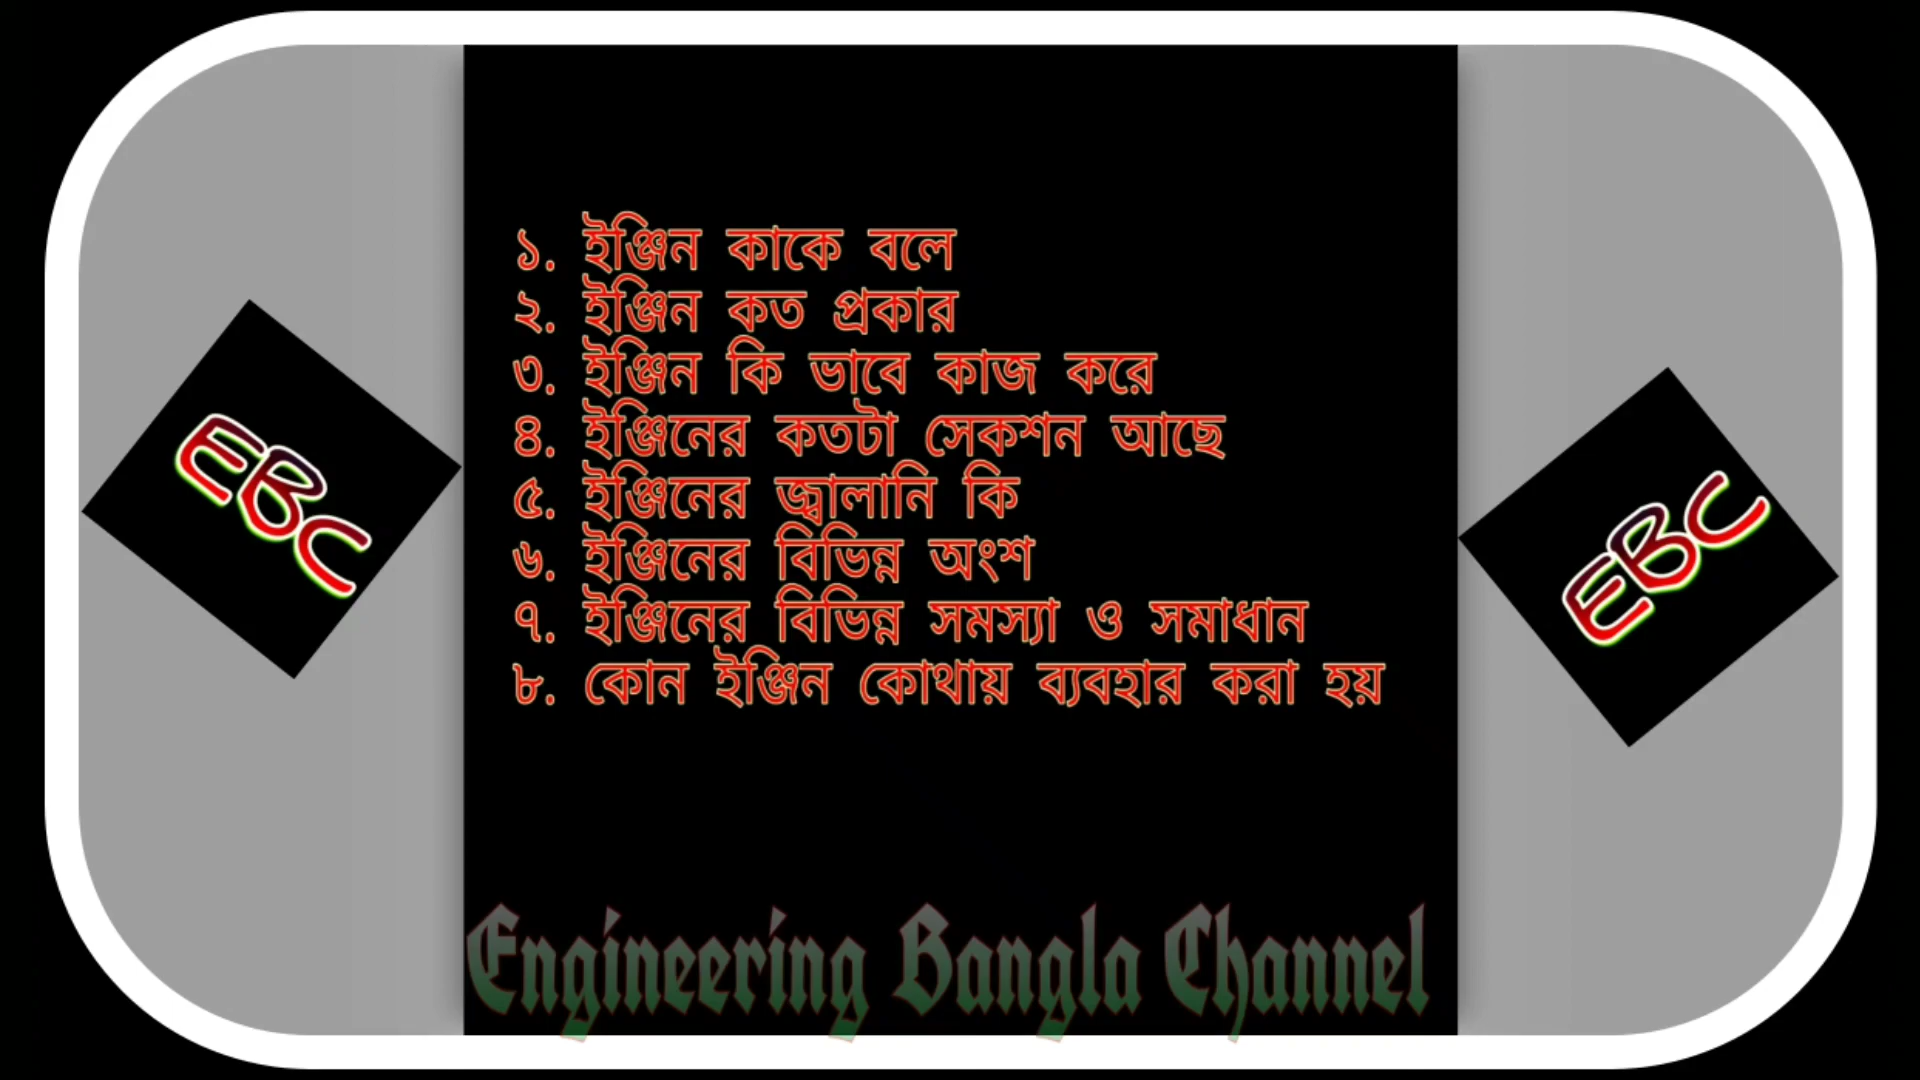 ১. ইঞ্জিন কাকে বলে
২. ইঞ্জিন কত প্রকার
৩. ইঞ্জিন কি ভাবে কাজ করে
৪. ইঞ্জিনের কতটা সেকশন আছে
৫. ইঞ্জিনের জ্বালানি কি
৬. ইঞ্জিনের বিভিন্ন অংশ
৭. ইঞ্জিনের বিভিন্ন সমস্যা ও সমাধান
৮. কোন ইঞ্জিন কোথায় ব্যবহার করা হয়
EBC
EBC
Engineering Bangla Channel